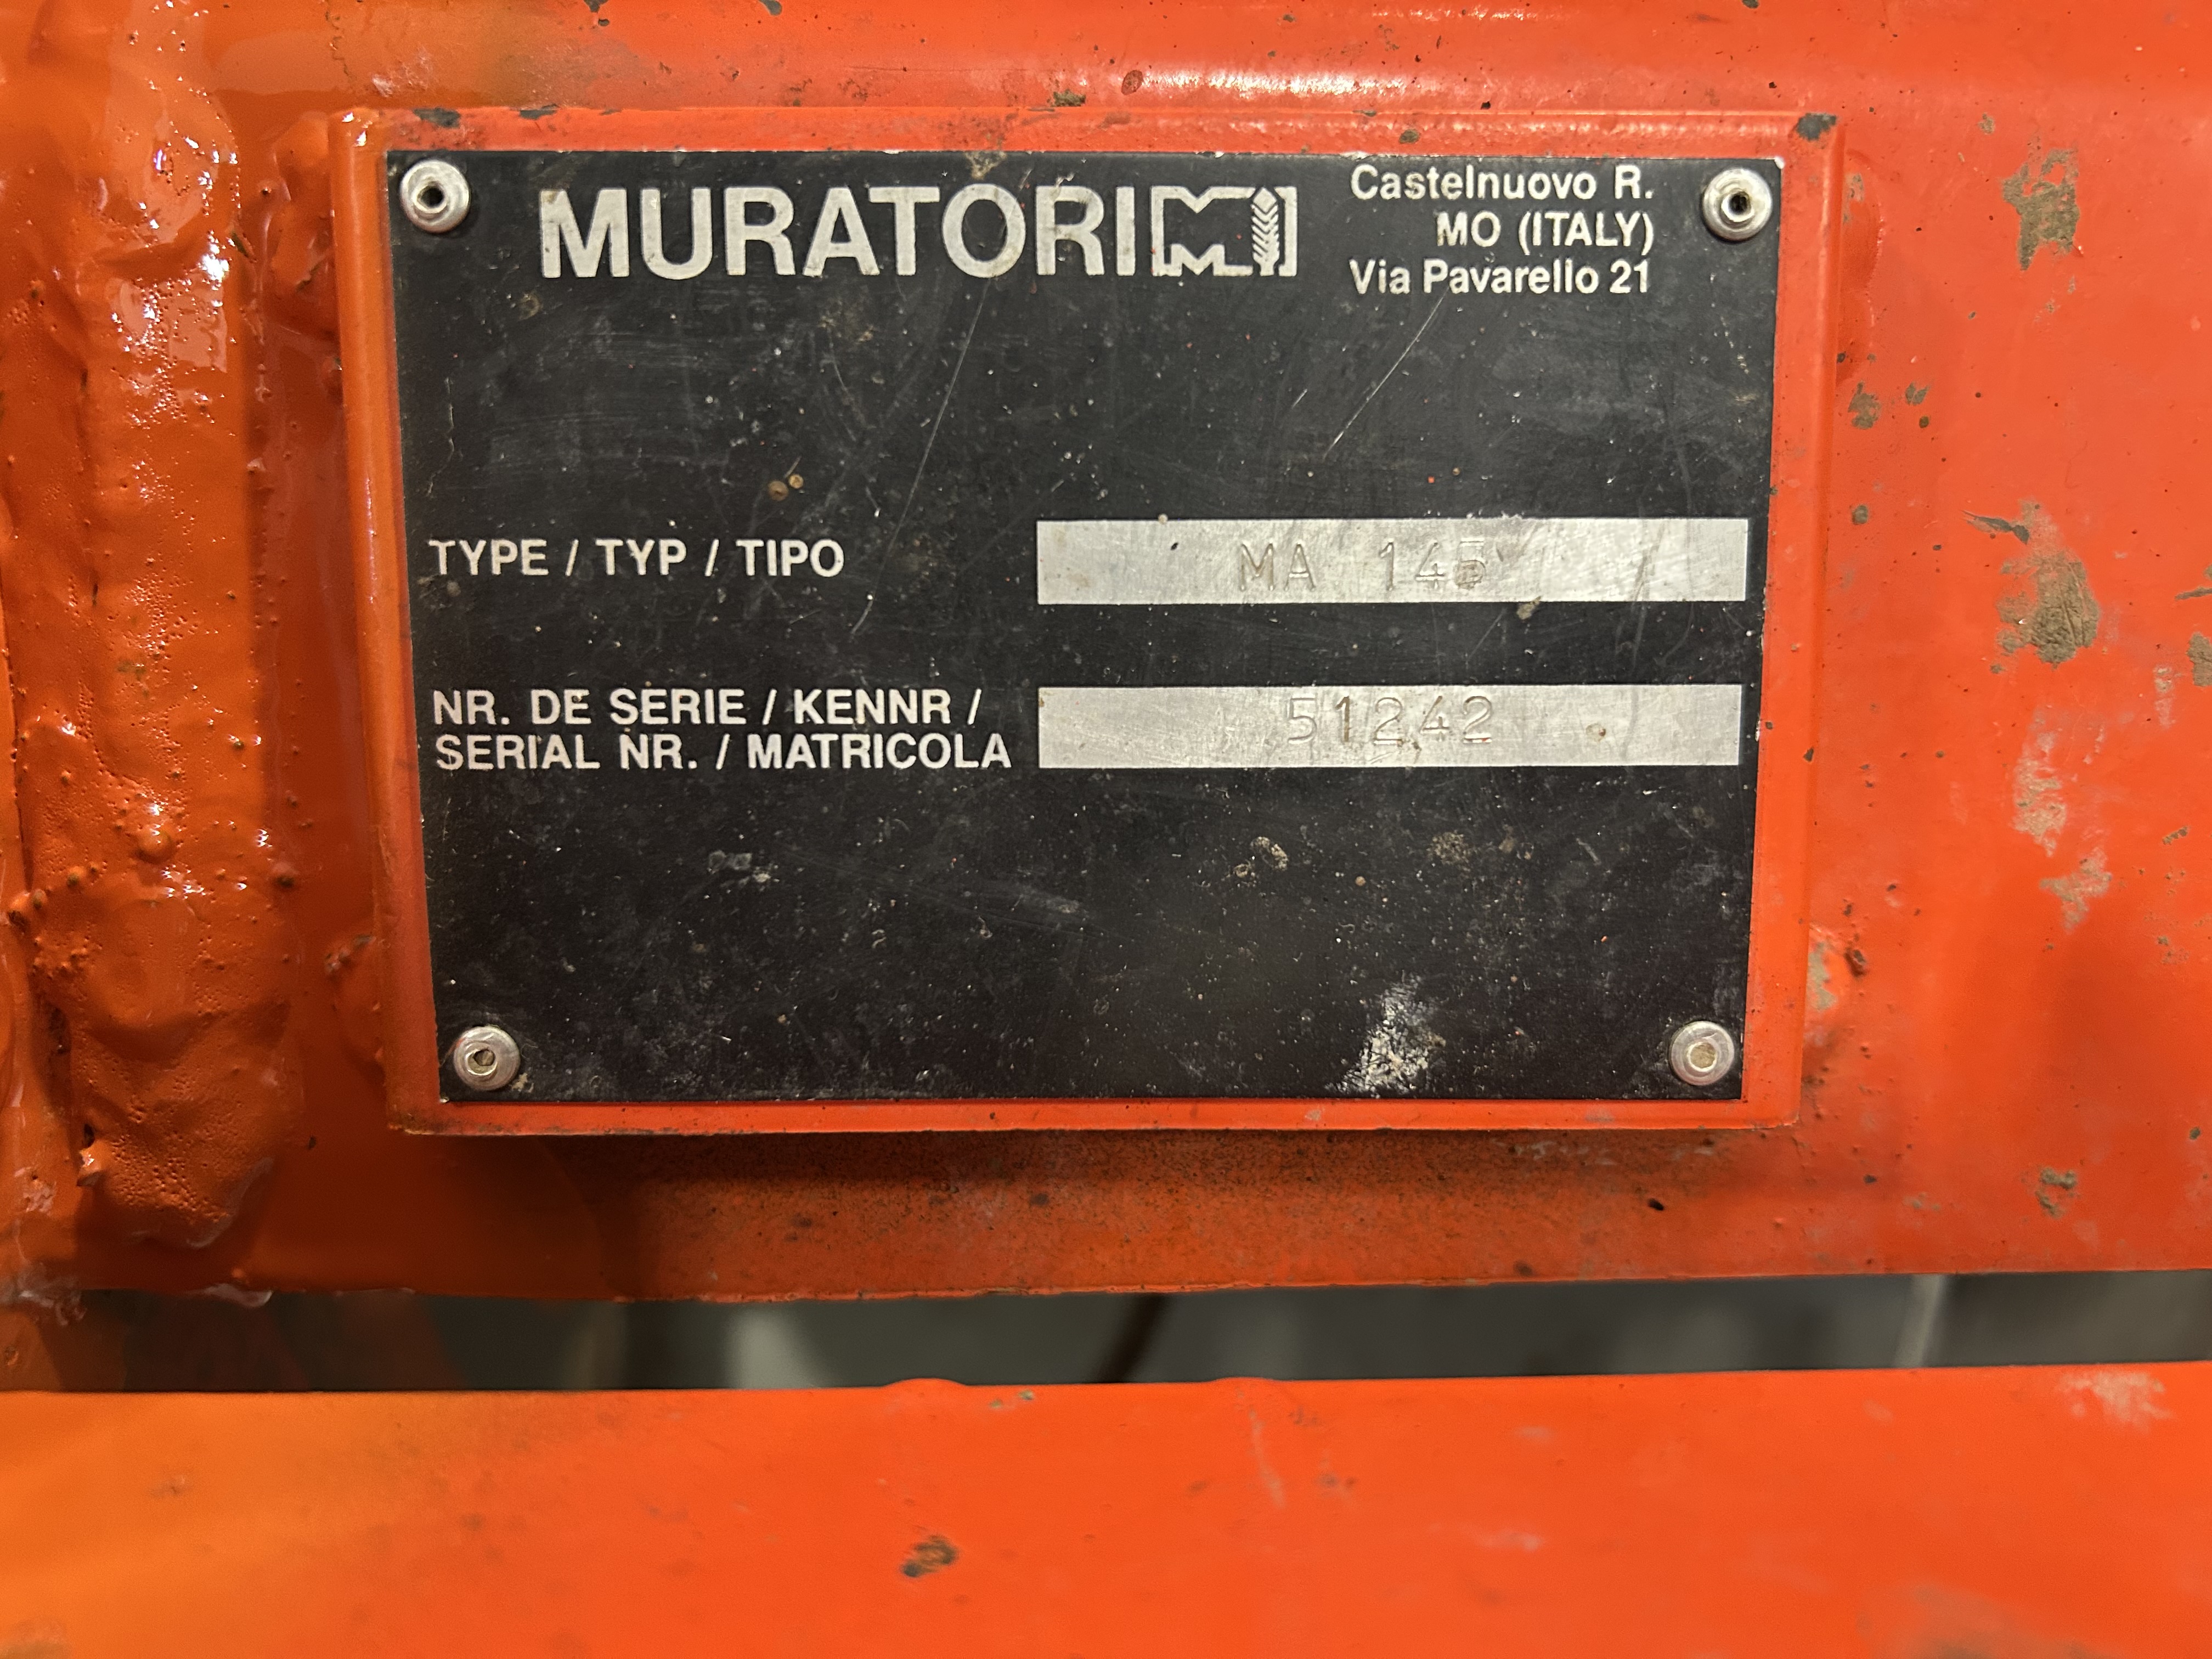 MURATORI
Castelnuovo R.
MO (ITALY)
Via Pavarello 21
TYPE / TYP / TIPO
MA 145
NR. DE SERIE / KENNR /
SERIAL NR. / MATRICOLA
51242